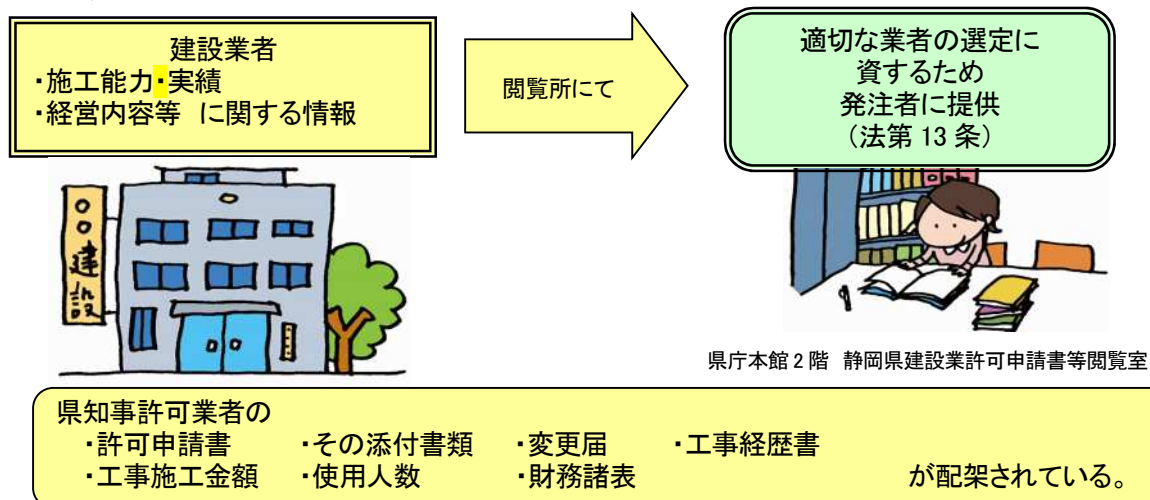 建設業者
・施工能力・実績
・経営内容等　に関する情報
閲覧所にて
適切な業者の選定に
資するため
発注者に提供
（法第 13 条）
○○建設
県庁本館 2 階　静岡県建設業許可申請書等閲覧室
県知事許可業者の
・許可申請書　・その添付書類　・変更届　・工事経歴書
・工事施工金額　・使用人数　・財務諸表　が配架されている。